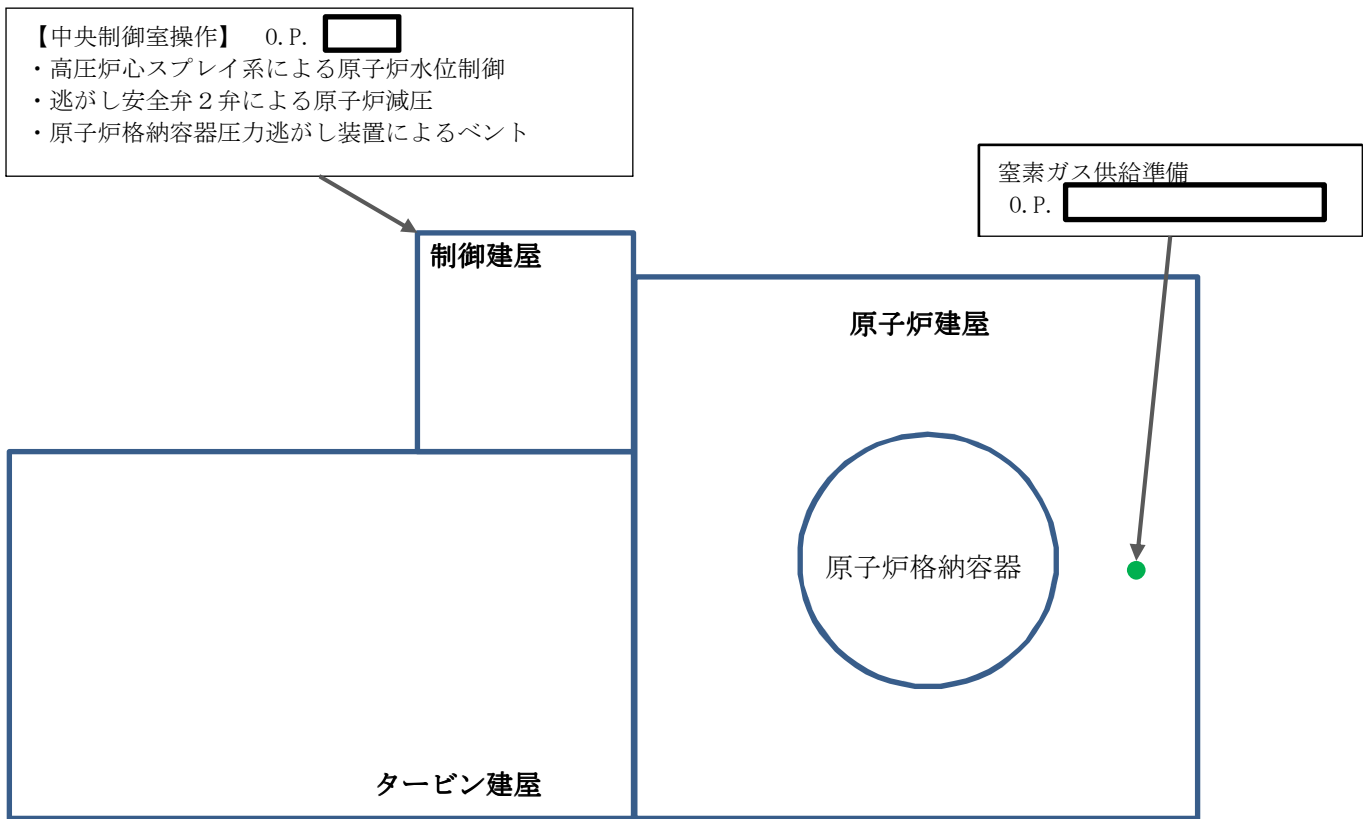 【中央制御室操作】 O.P.
・高圧炉心スプレイ系による原子炉水位制御
・逃がし安全弁２弁による原子炉減圧
・原子炉格納容器圧力逃がし装置によるベント
窒素ガス供給準備
O.P.
制御建屋
原子炉建屋
原子炉格納容器
タービン建屋